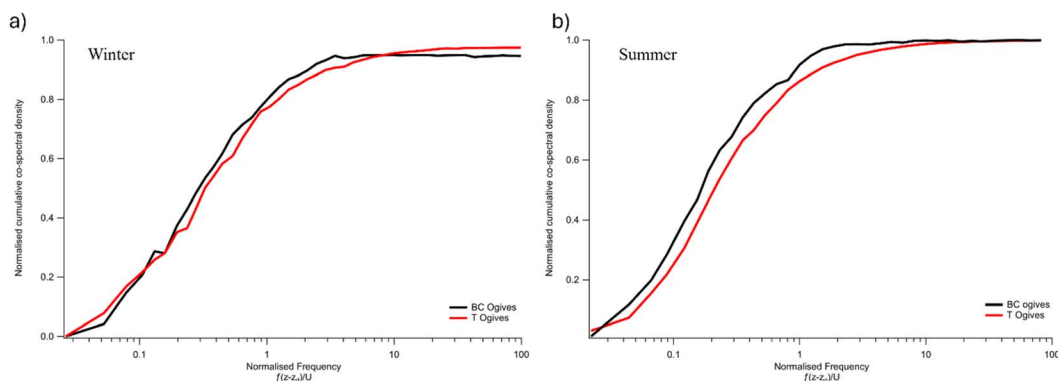 a)
Winter
Normalised cumulative co-spectral density
1.0
0.8
0.6
0.4
0.2
0.0
BC Ogives
T Ogives
0.1
1
10
100
Normalised Frequency
f(z-zd)/U
b)
Summer
Normalised cumulative co-spectral density
1.0
0.8
0.6
0.4
0.2
BC ogives
T Ogives
0.1
1
10
100
Normalised Frequency
f(z-zd)/U